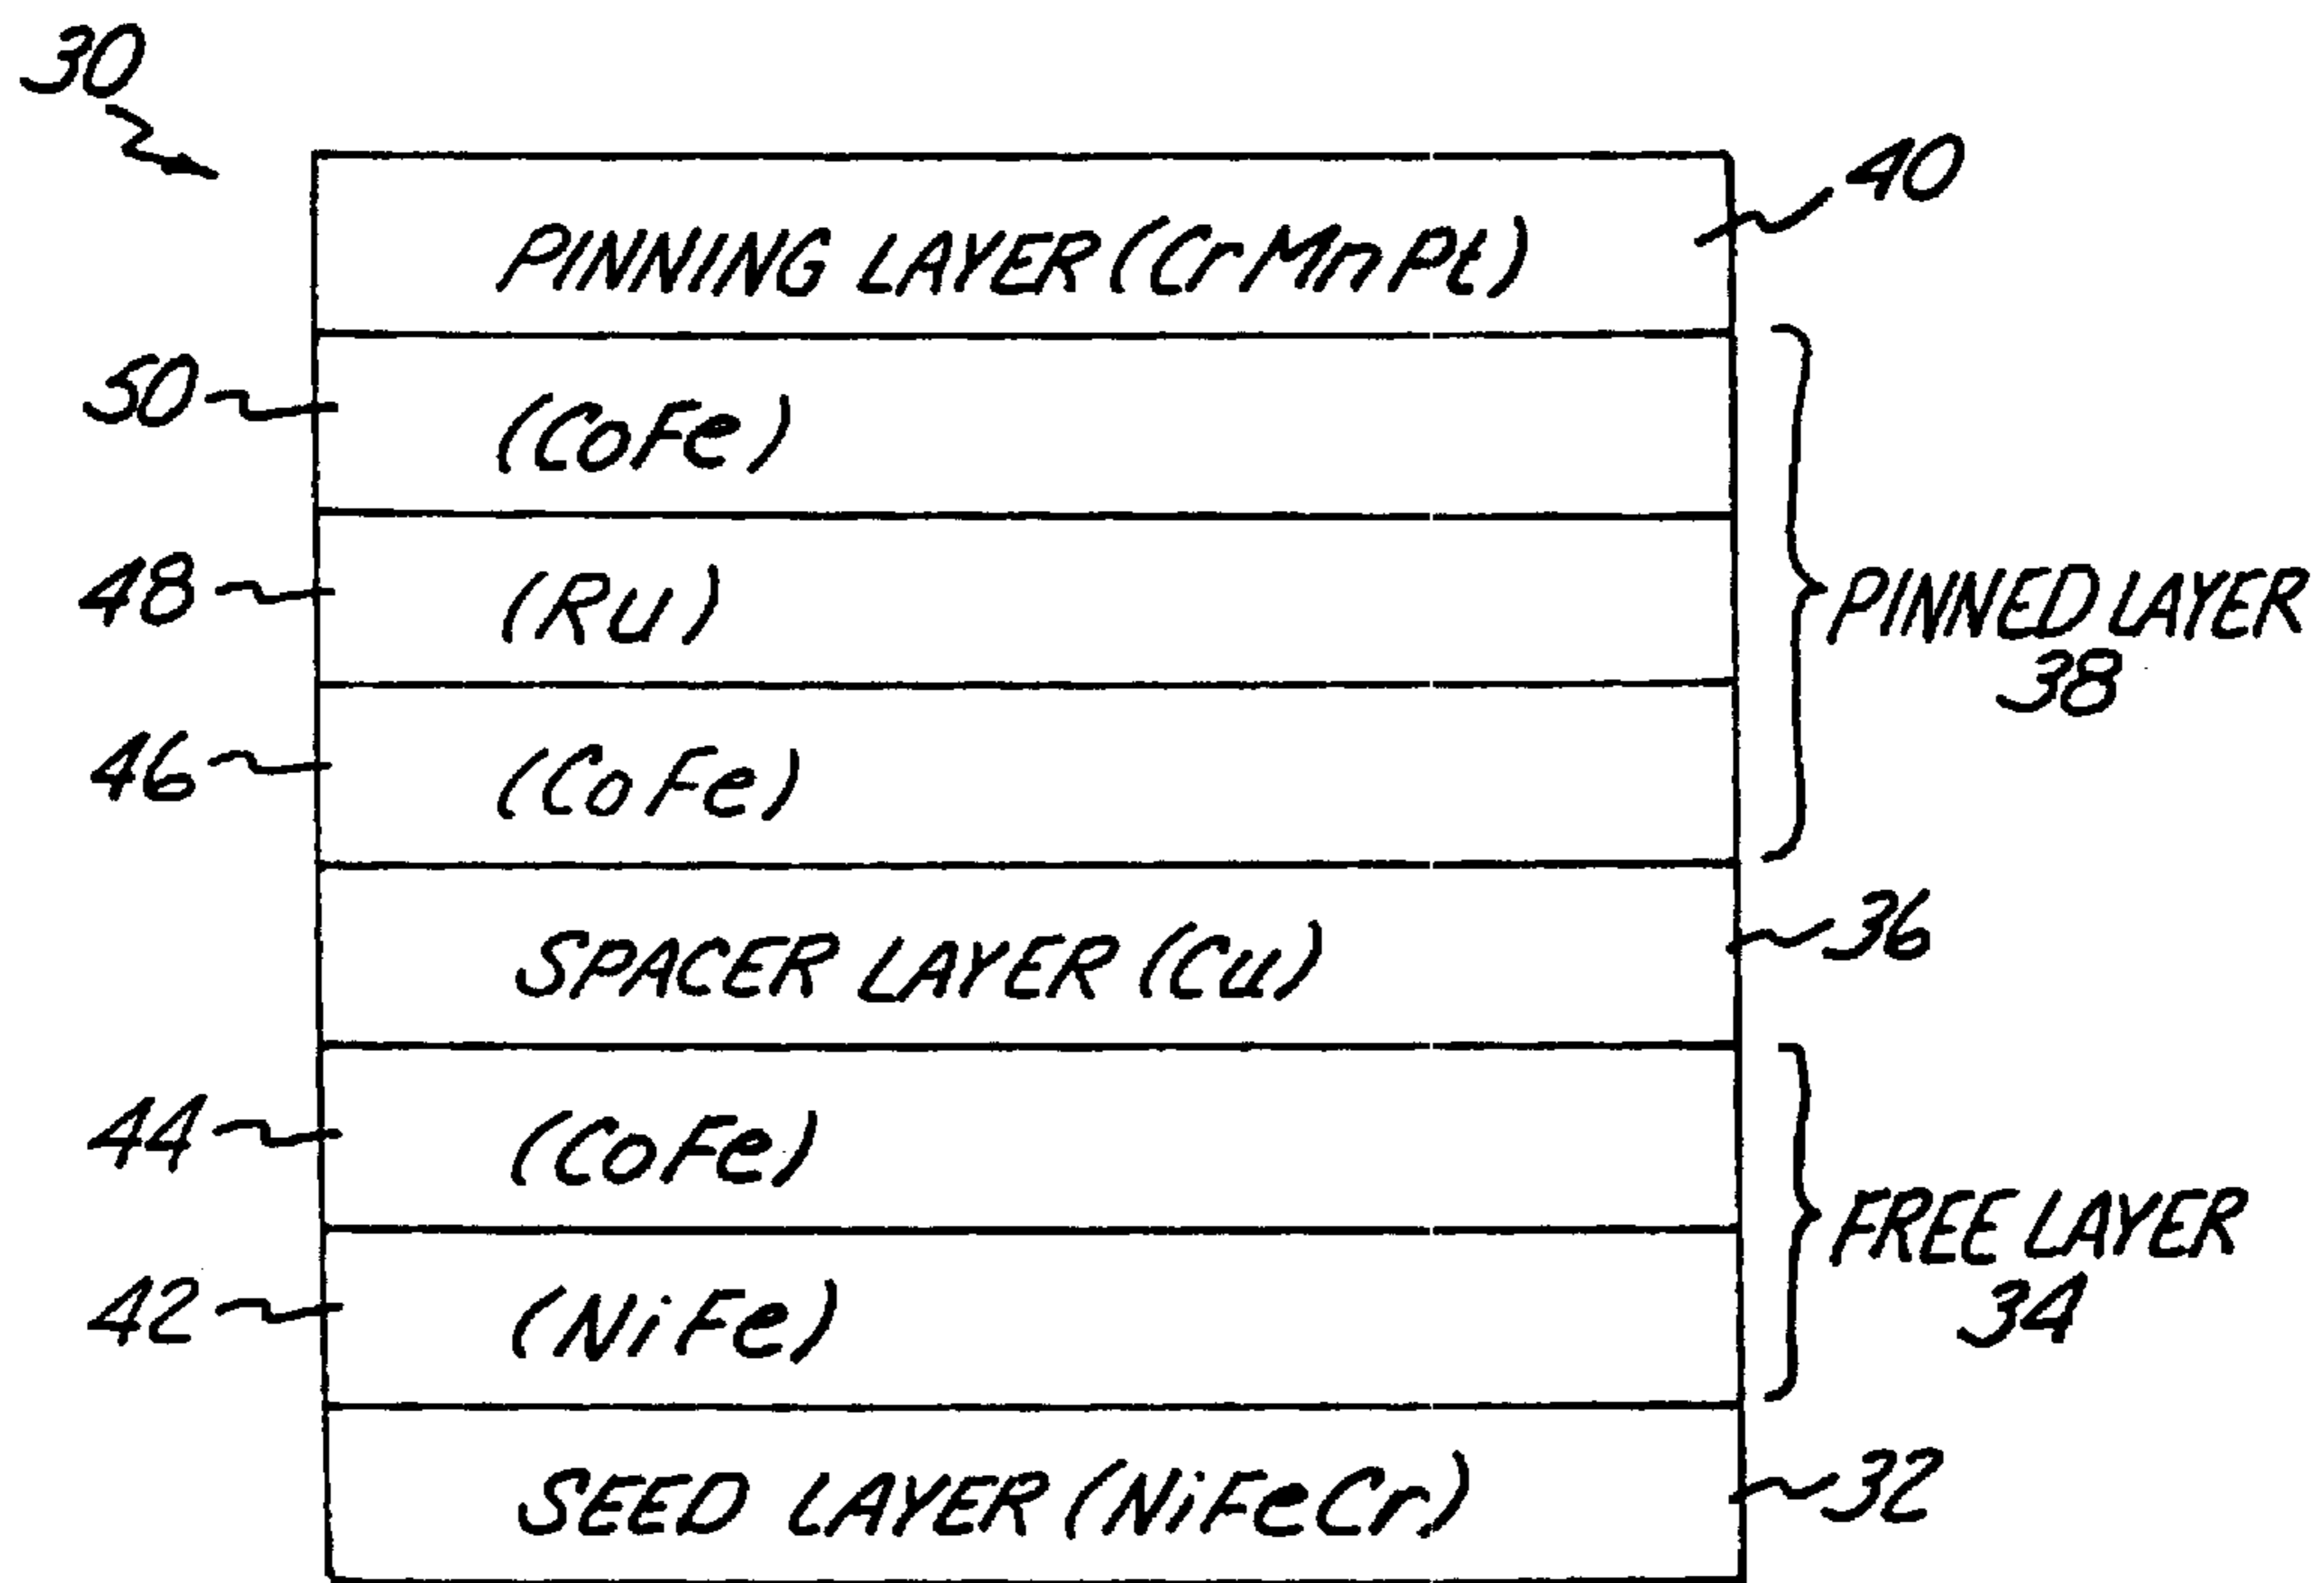 30
40
PINNING LAYER (CrMnPt)
50
(CoFe)
48
(Ru)
PINNED LAYER
38
46
(CoFe)
36
SPACER LAYER (Cu)
44
(CoFe)
FREE LAYER
34
42
(NiFe)
32
SEED LAYER (NiFeCr)